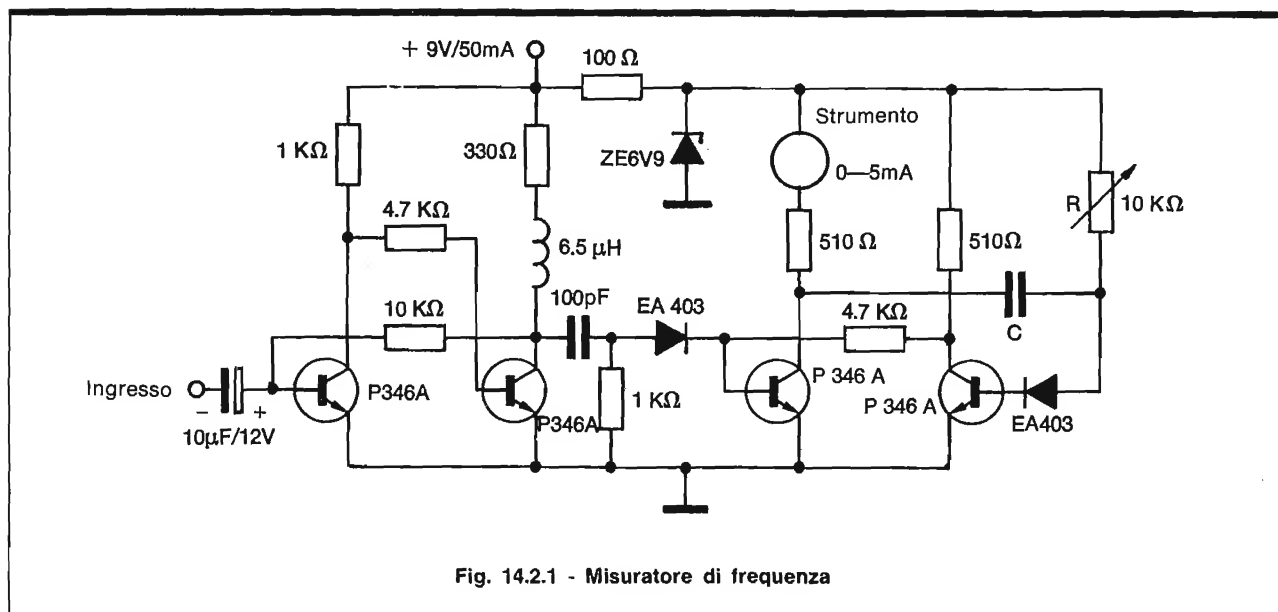 + 9V/50mA
100 Ω
1 KΩ
330Ω
ZE6V9
Strumento
0—5mA
R
10 KΩ
4.7 KΩ
6.5 μH
510 Ω
510Ω
100pF
EA 403
10 KΩ
4.7 KΩ
C
Ingresso
P346A
P346A
1 KΩ
P 346 A
P 346 A
EA403
- +
10μF/12V
Fig. 14.2.1 - Misuratore di frequenza